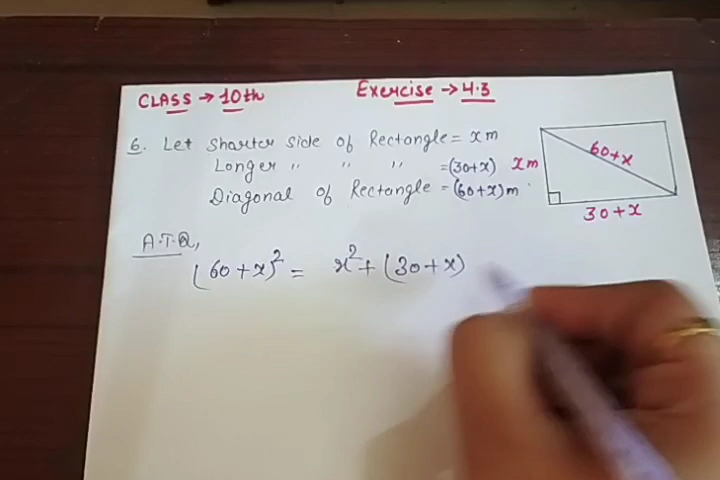 CLASS → 10th Exercise → 4.3
6. Let Shorter Side of Rectangle = x m
Longer " " " = (30+x)
Diagonal of Rectangle = (60+x)m
x m
60+x
30+x
A.T.Q,
(60+x)² = x² + (30+x)